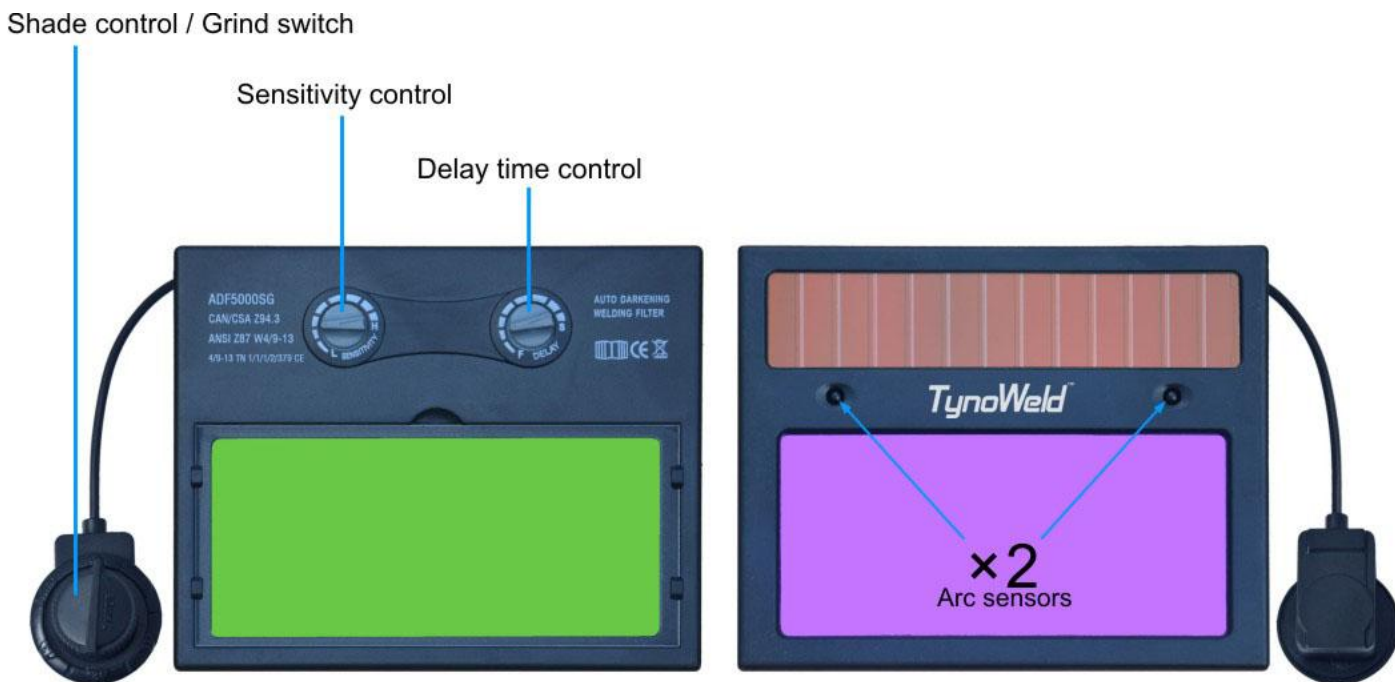 Shade control / Grind switch
Sensitivity control
Delay time control
ADF5000SG
CAN/CSA Z94.3
ANSI Z87 W4/9-13
4/9-13 TN 1/1/1/2/379 CE
L SENSITIVITY H
F DELAY S
AUTO DARKENING
WELDING FILTER
CE
TynoWeld™
×2
Arc sensors